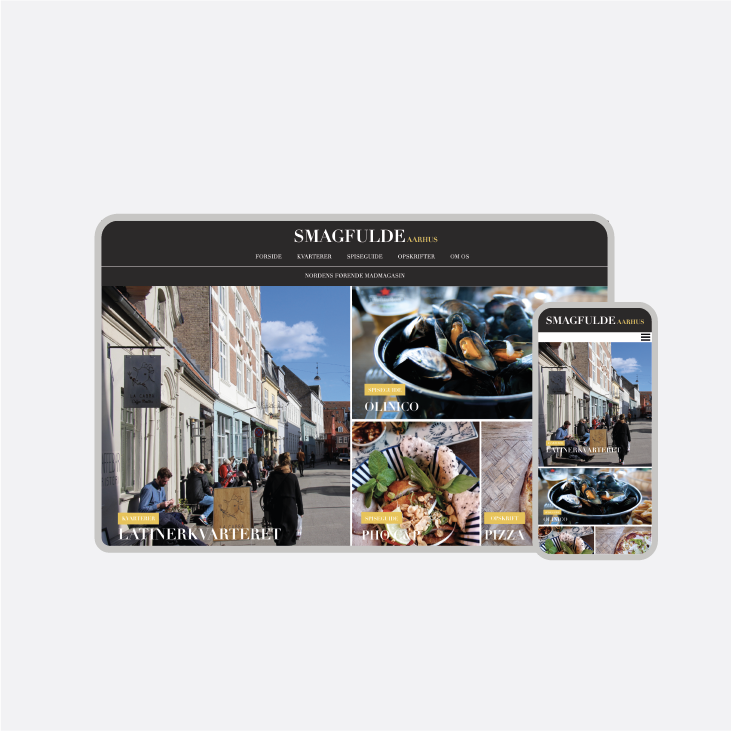 SMAGFULDE AARHUS
FORSIDE KVARTERER SPISEGUIDE OPSKRIFTER OM OS
NORDENS FØRENDE MADMAGASIN
KVARTERER
LATINERKVARTERET
SPISEGUIDE
OLINICO
SPISEGUIDE
PHO
OPSKRIFT
PIZZA
SMAGFULDE AARHUS
LATINERKVARTERET
OLINICO